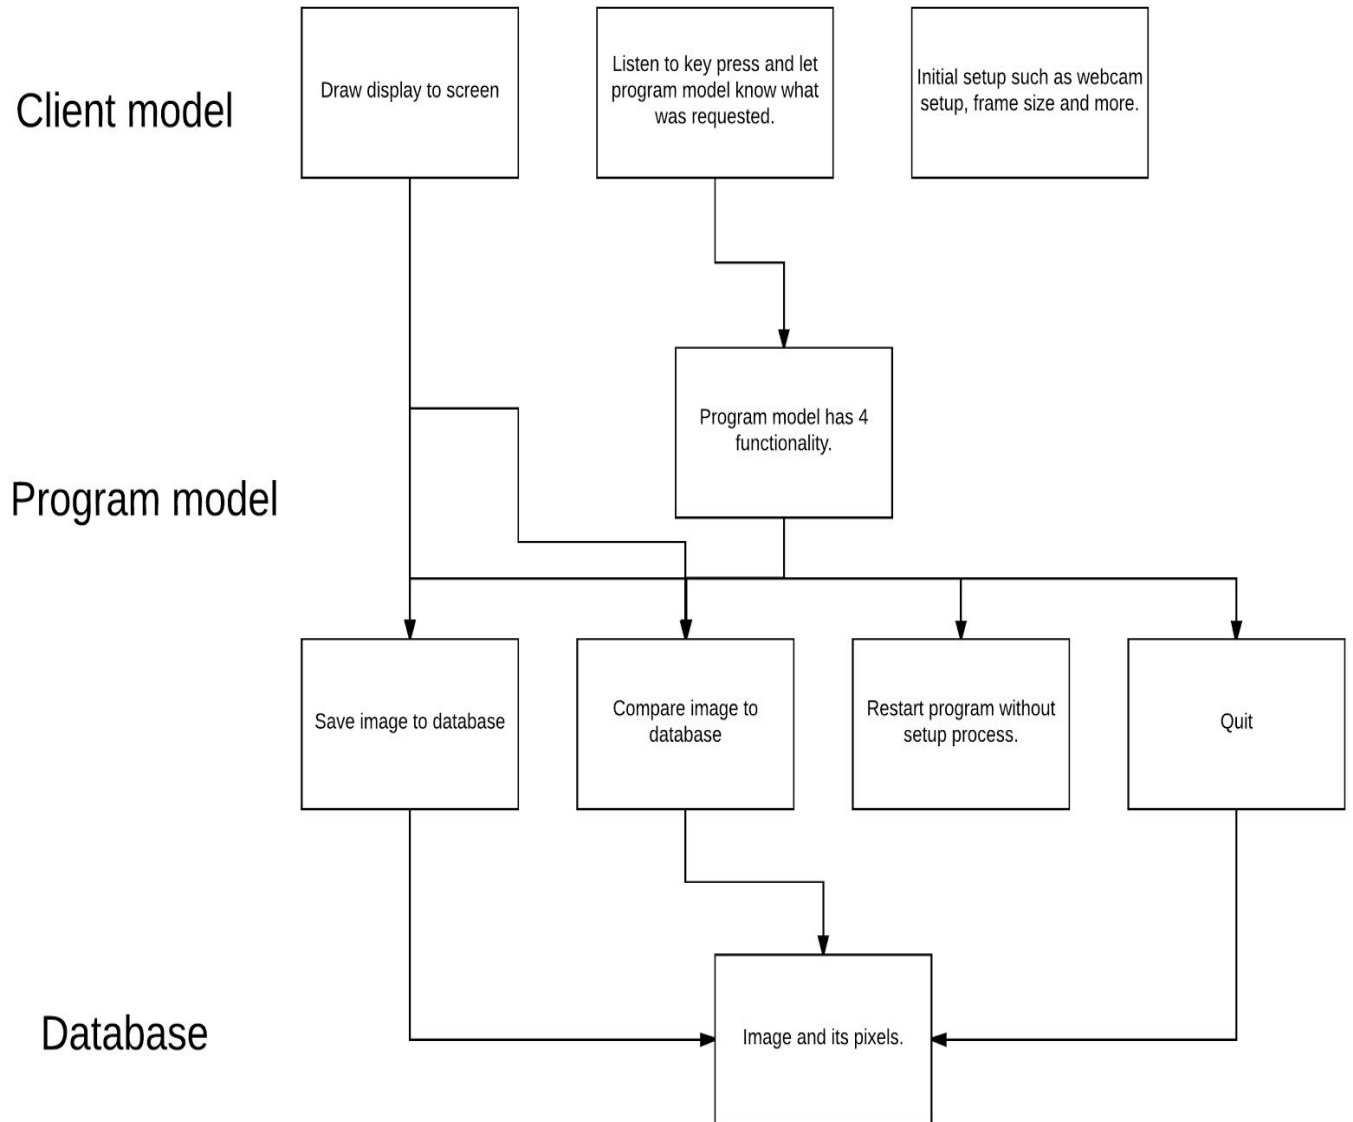 Client model
Draw display to screen
Listen to key press and let
program model know what
was requested.
Initial setup such as webcam
setup, frame size and more.
Program model
Program model has 4
functionality.
Save image to database
Compare image to
database
Restart program without
setup process.
Quit
Database
Image and its pixels.